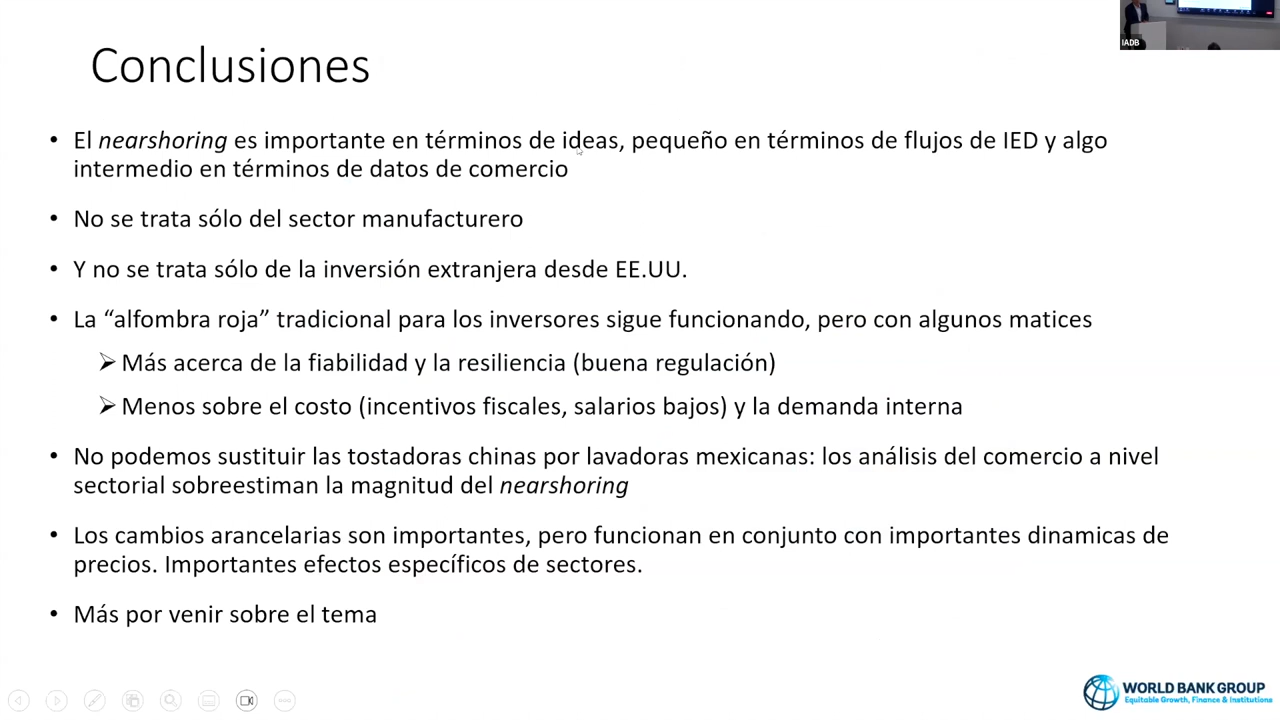 IADB
Conclusiones
• El nearshoring es importante en términos de ideas, pequeño en términos de flujos de IED y algo
intermedio en términos de datos de comercio
• No se trata sólo del sector manufacturero
• Y no se trata sólo de la inversión extranjera desde EE.UU.
• La “alfombra roja” tradicional para los inversores sigue funcionando, pero con algunos matices
➢ Más acerca de la fiabilidad y la resiliencia (buena regulación)
➢ Menos sobre el costo (incentivos fiscales, salarios bajos) y la demanda interna
• No podemos sustituir las tostadoras chinas por lavadoras mexicanas: los análisis del comercio a nivel
sectorial sobreestiman la magnitud del nearshoring
• Los cambios arancelarias son importantes, pero funcionan en conjunto con importantes dinamicas de
precios. Importantes efectos específicos de sectores.
• Más por venir sobre el tema
WORLD BANK GROUP
Equitable Growth, Finance & Institutions